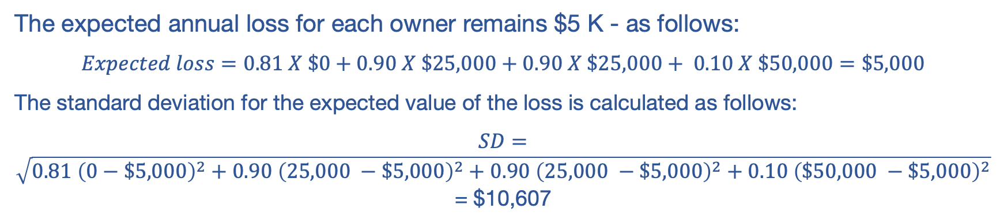 The expected annual loss for each owner remains $5 K - as follows:
Expected loss = 0.81 X $0 + 0.90 X $25,000 + 0.90 X $25,000 + 0.10 X $50,000 = $5,000
The standard deviation for the expected value of the loss is calculated as follows:
SD =
√0.81 (0 − $5,000)² + 0.90 (25,000 − $5,000)² + 0.90 (25,000 − $5,000)² + 0.10 ($50,000 − $5,000)²
= $10,607